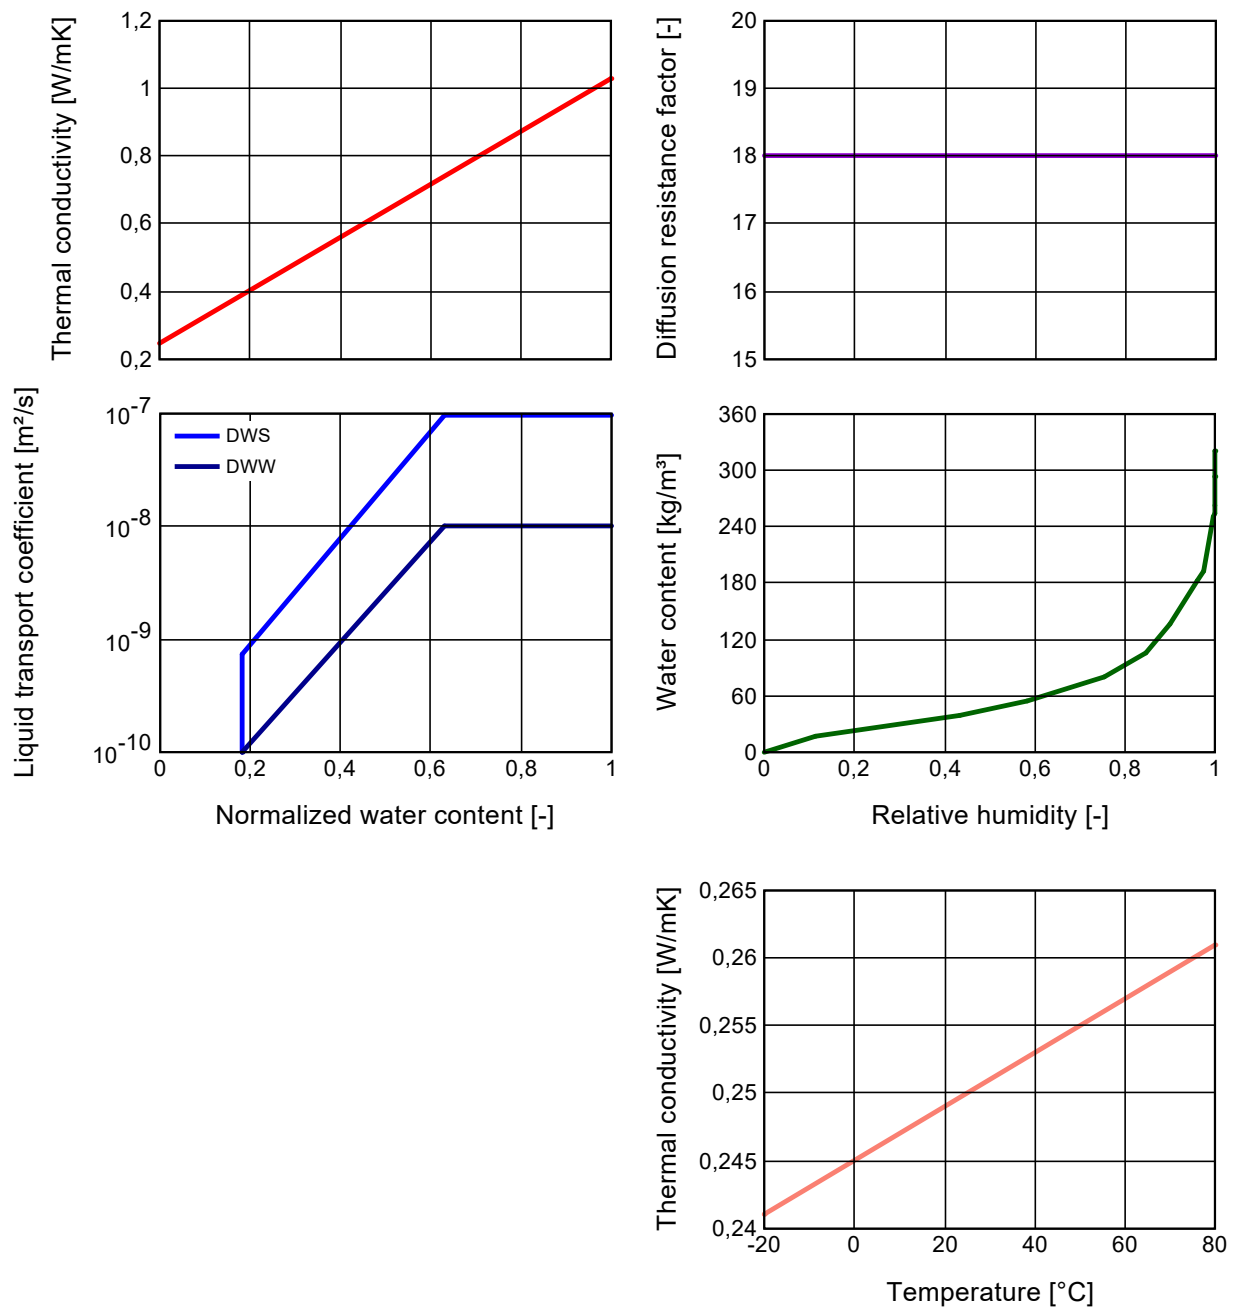 Thermal conductivity [W/mK]
1,2
1
0,8
0,6
0,4
0,2
Diffusion resistance factor [-]
20
19
18
17
16
15
Liquid transport coefficient [m²/s]
10-7
10-8
10-9
10-10
DWS
DWW
0 0,2 0,4 0,6 0,8 1
Normalized water content [-]
Water content [kg/m³]
360
300
240
180
120
60
0
0 0,2 0,4 0,6 0,8 1
Relative humidity [-]
Thermal conductivity [W/mK]
0,265
0,26
0,255
0,25
0,245
0,24
-20 0 20 40 60 80
Temperature [°C]